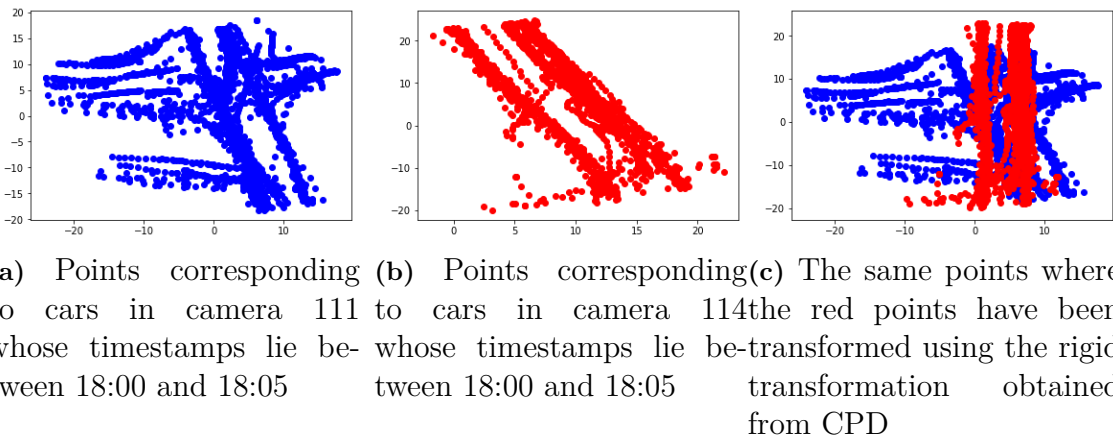 20
15
10
5
0
−5
−10
−15
−20
−20
−10
0
10
20
10
0
−10
−20
0
5
10
15
20
20
10
0
−10
−20
−20
−10
0
10
a) Points corresponding
to cars in camera 111
whose timestamps lie be-
tween 18:00 and 18:05
(b) Points corresponding
to cars in camera 114
whose timestamps lie be-
tween 18:00 and 18:05
(c) The same points where
the red points have been
transformed using the rigid
transformation obtained
from CPD